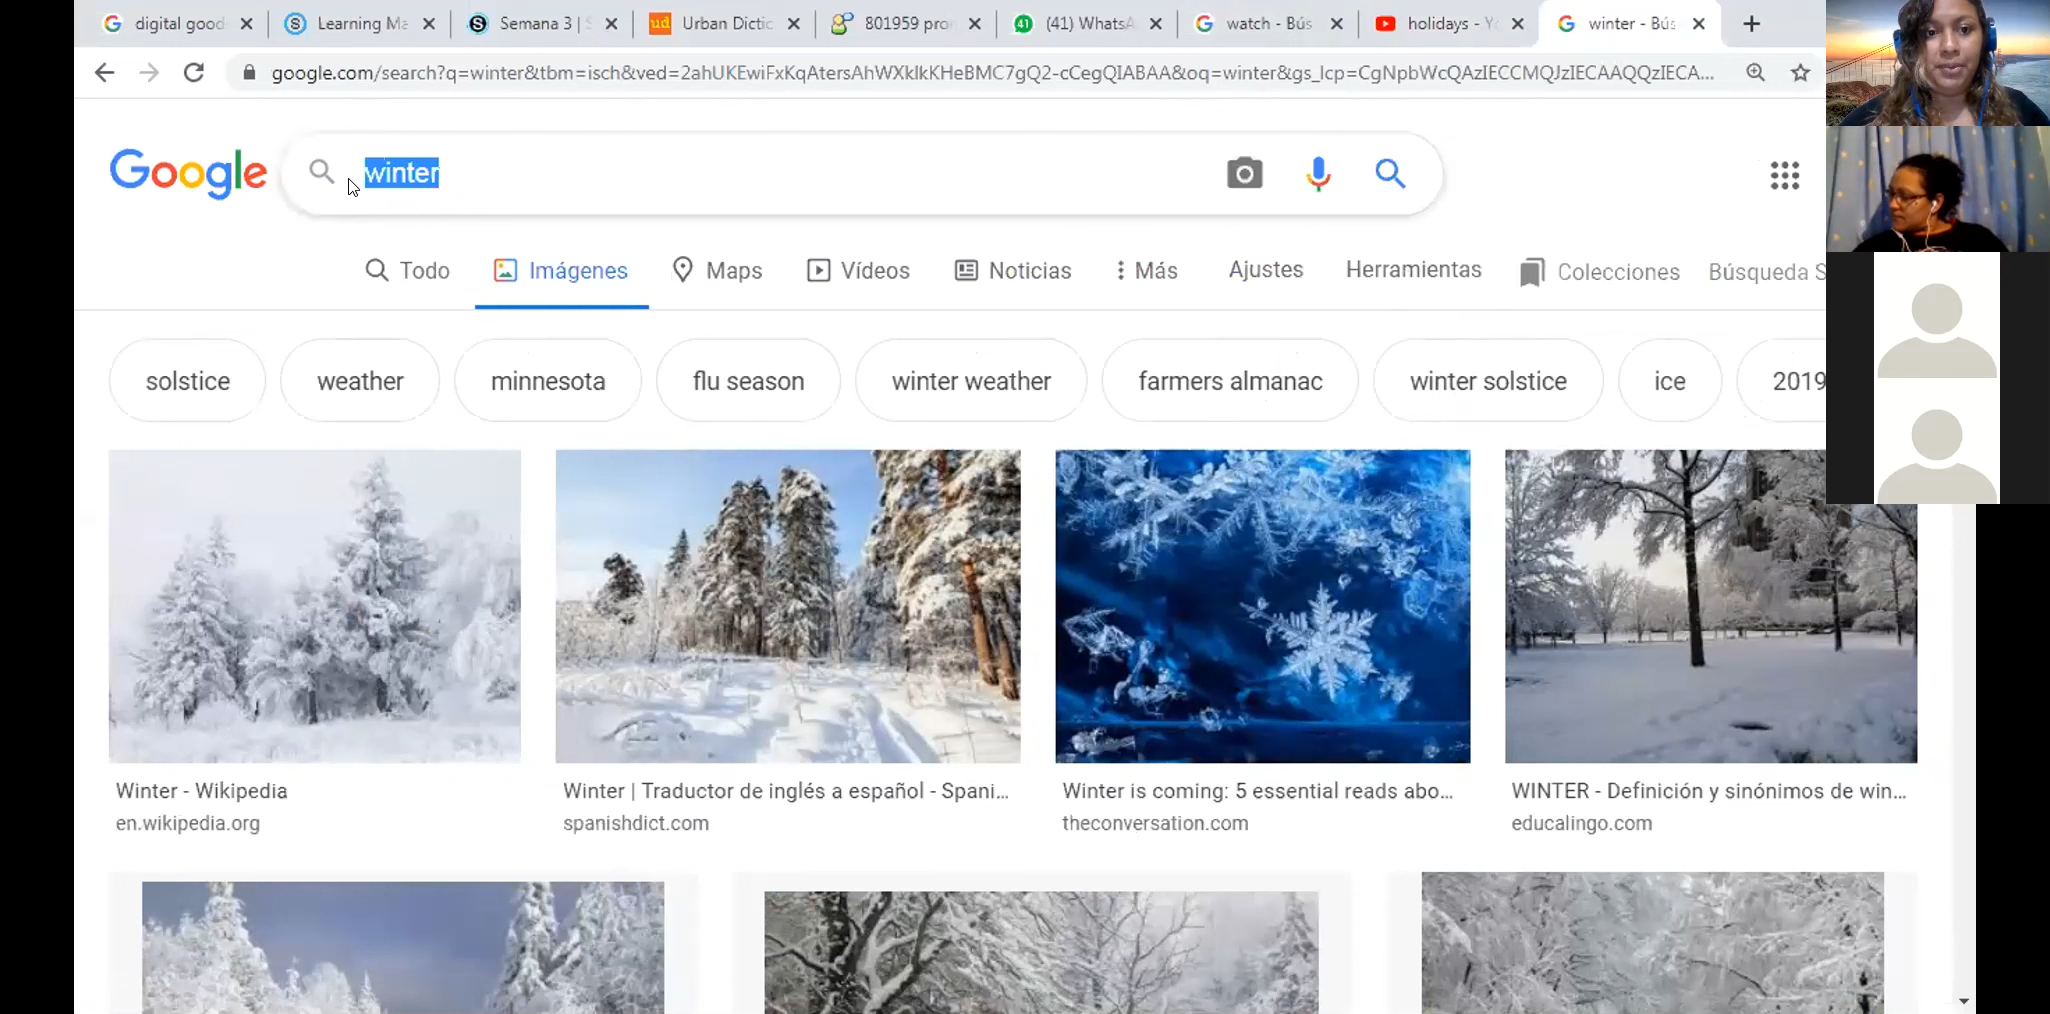 digital good
Learning Ma
Semana 3 | S
ud Urban Dictic
801959 pro
41 (41) WhatsA
watch - Bús
holidays - Yo
winter - Bús
google.com/search?q=winter&tbm=isch&ved=2ahUKEwiFxKqAtersAhWXklkKHeBMC7gQ2-cCegQIABAA&oq=winter&gs_lcp=CgNpbWcQAzIECCMQJzIECAAQQzIECA...
Google winter
Todo Imágenes Maps Vídeos Noticias Más Ajustes Herramientas Colecciones Búsqueda S
solstice weather minnesota flu season winter weather farmers almanac winter solstice ice 2019
Winter - Wikipedia
en.wikipedia.org
Winter | Traductor de inglés a español - Spani...
spanishdict.com
Winter is coming: 5 essential reads abo...
theconversation.com
WINTER - Definición y sinónimos de win...
educalingo.com